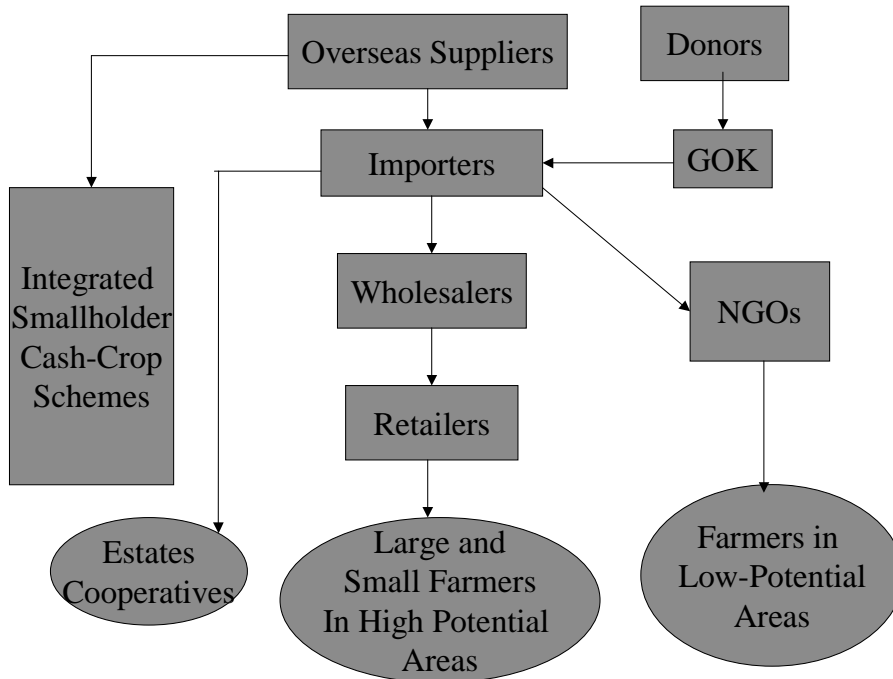 Overseas Suppliers
Donors
Importers
GOK
Integrated
Smallholder
Cash-Crop
Schemes
Wholesalers
NGOs
Retailers
Estates
Cooperatives
Large and
Small Farmers
In High Potential
Areas
Farmers in
Low-Potential
Areas